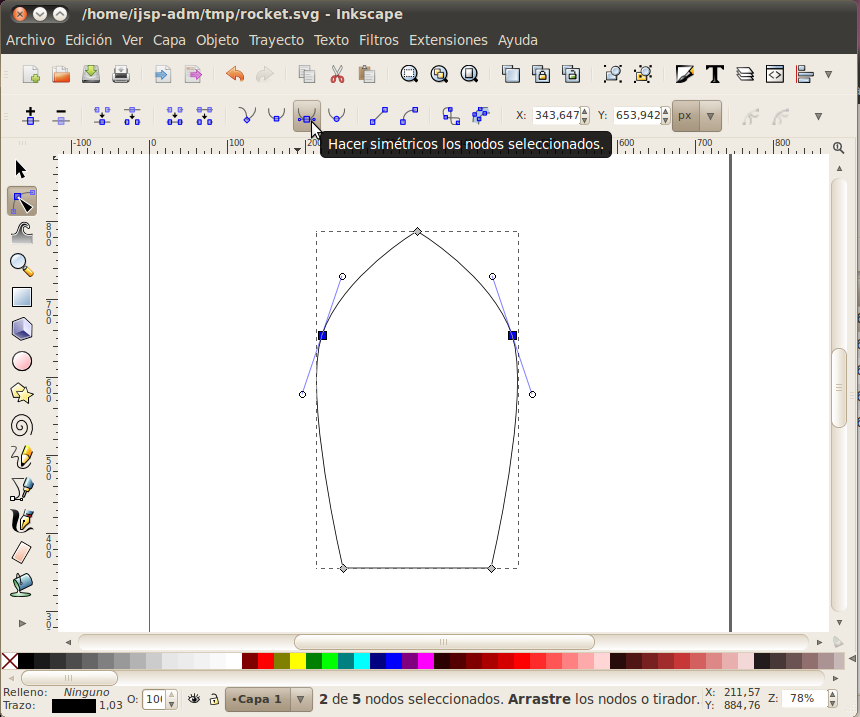 /home/ijsp-adm/tmp/rocket.svg - Inkscape
Archivo Edición Ver Capa Objeto Trayecto Texto Filtros Extensiones Ayuda
X: 343,647 Y: 653,942 px
Hacer simétricos los nodos seleccionados.
-100 0 100 200 600 700 800
800
700
600
500
400
Relleno: Ninguno
Trazo: 1,03 O:
•Capa 1
2 de 5 nodos seleccionados. Arrastre los nodos o tirador.
X: 211,57
Y: 884,76
Z: 78%